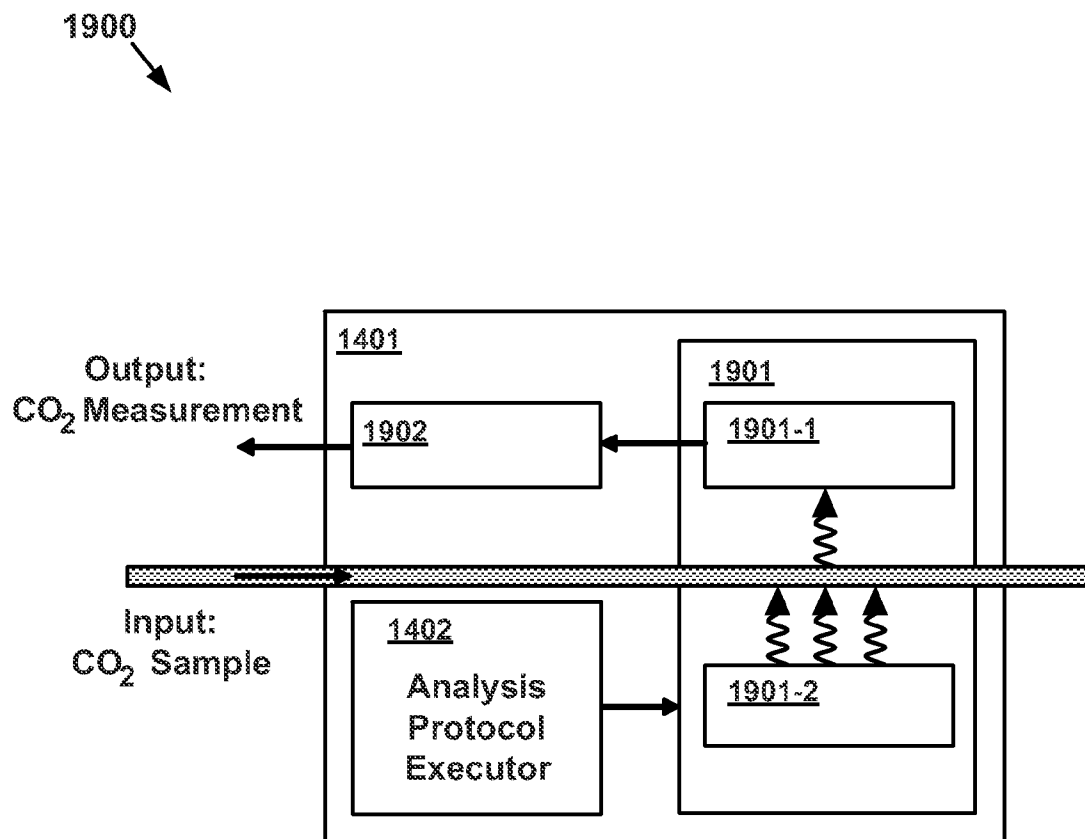 1900
1401
Output:
CO2 Measurement
1902
1901
1901-1
Input:
CO2 Sample
1402
Analysis
Protocol
Executor
1901-2